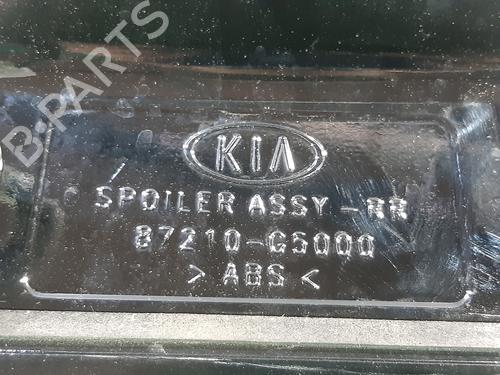 B-PARTS
KIA
SPOILER ASSY-RR
87210-G5000
>ABS<